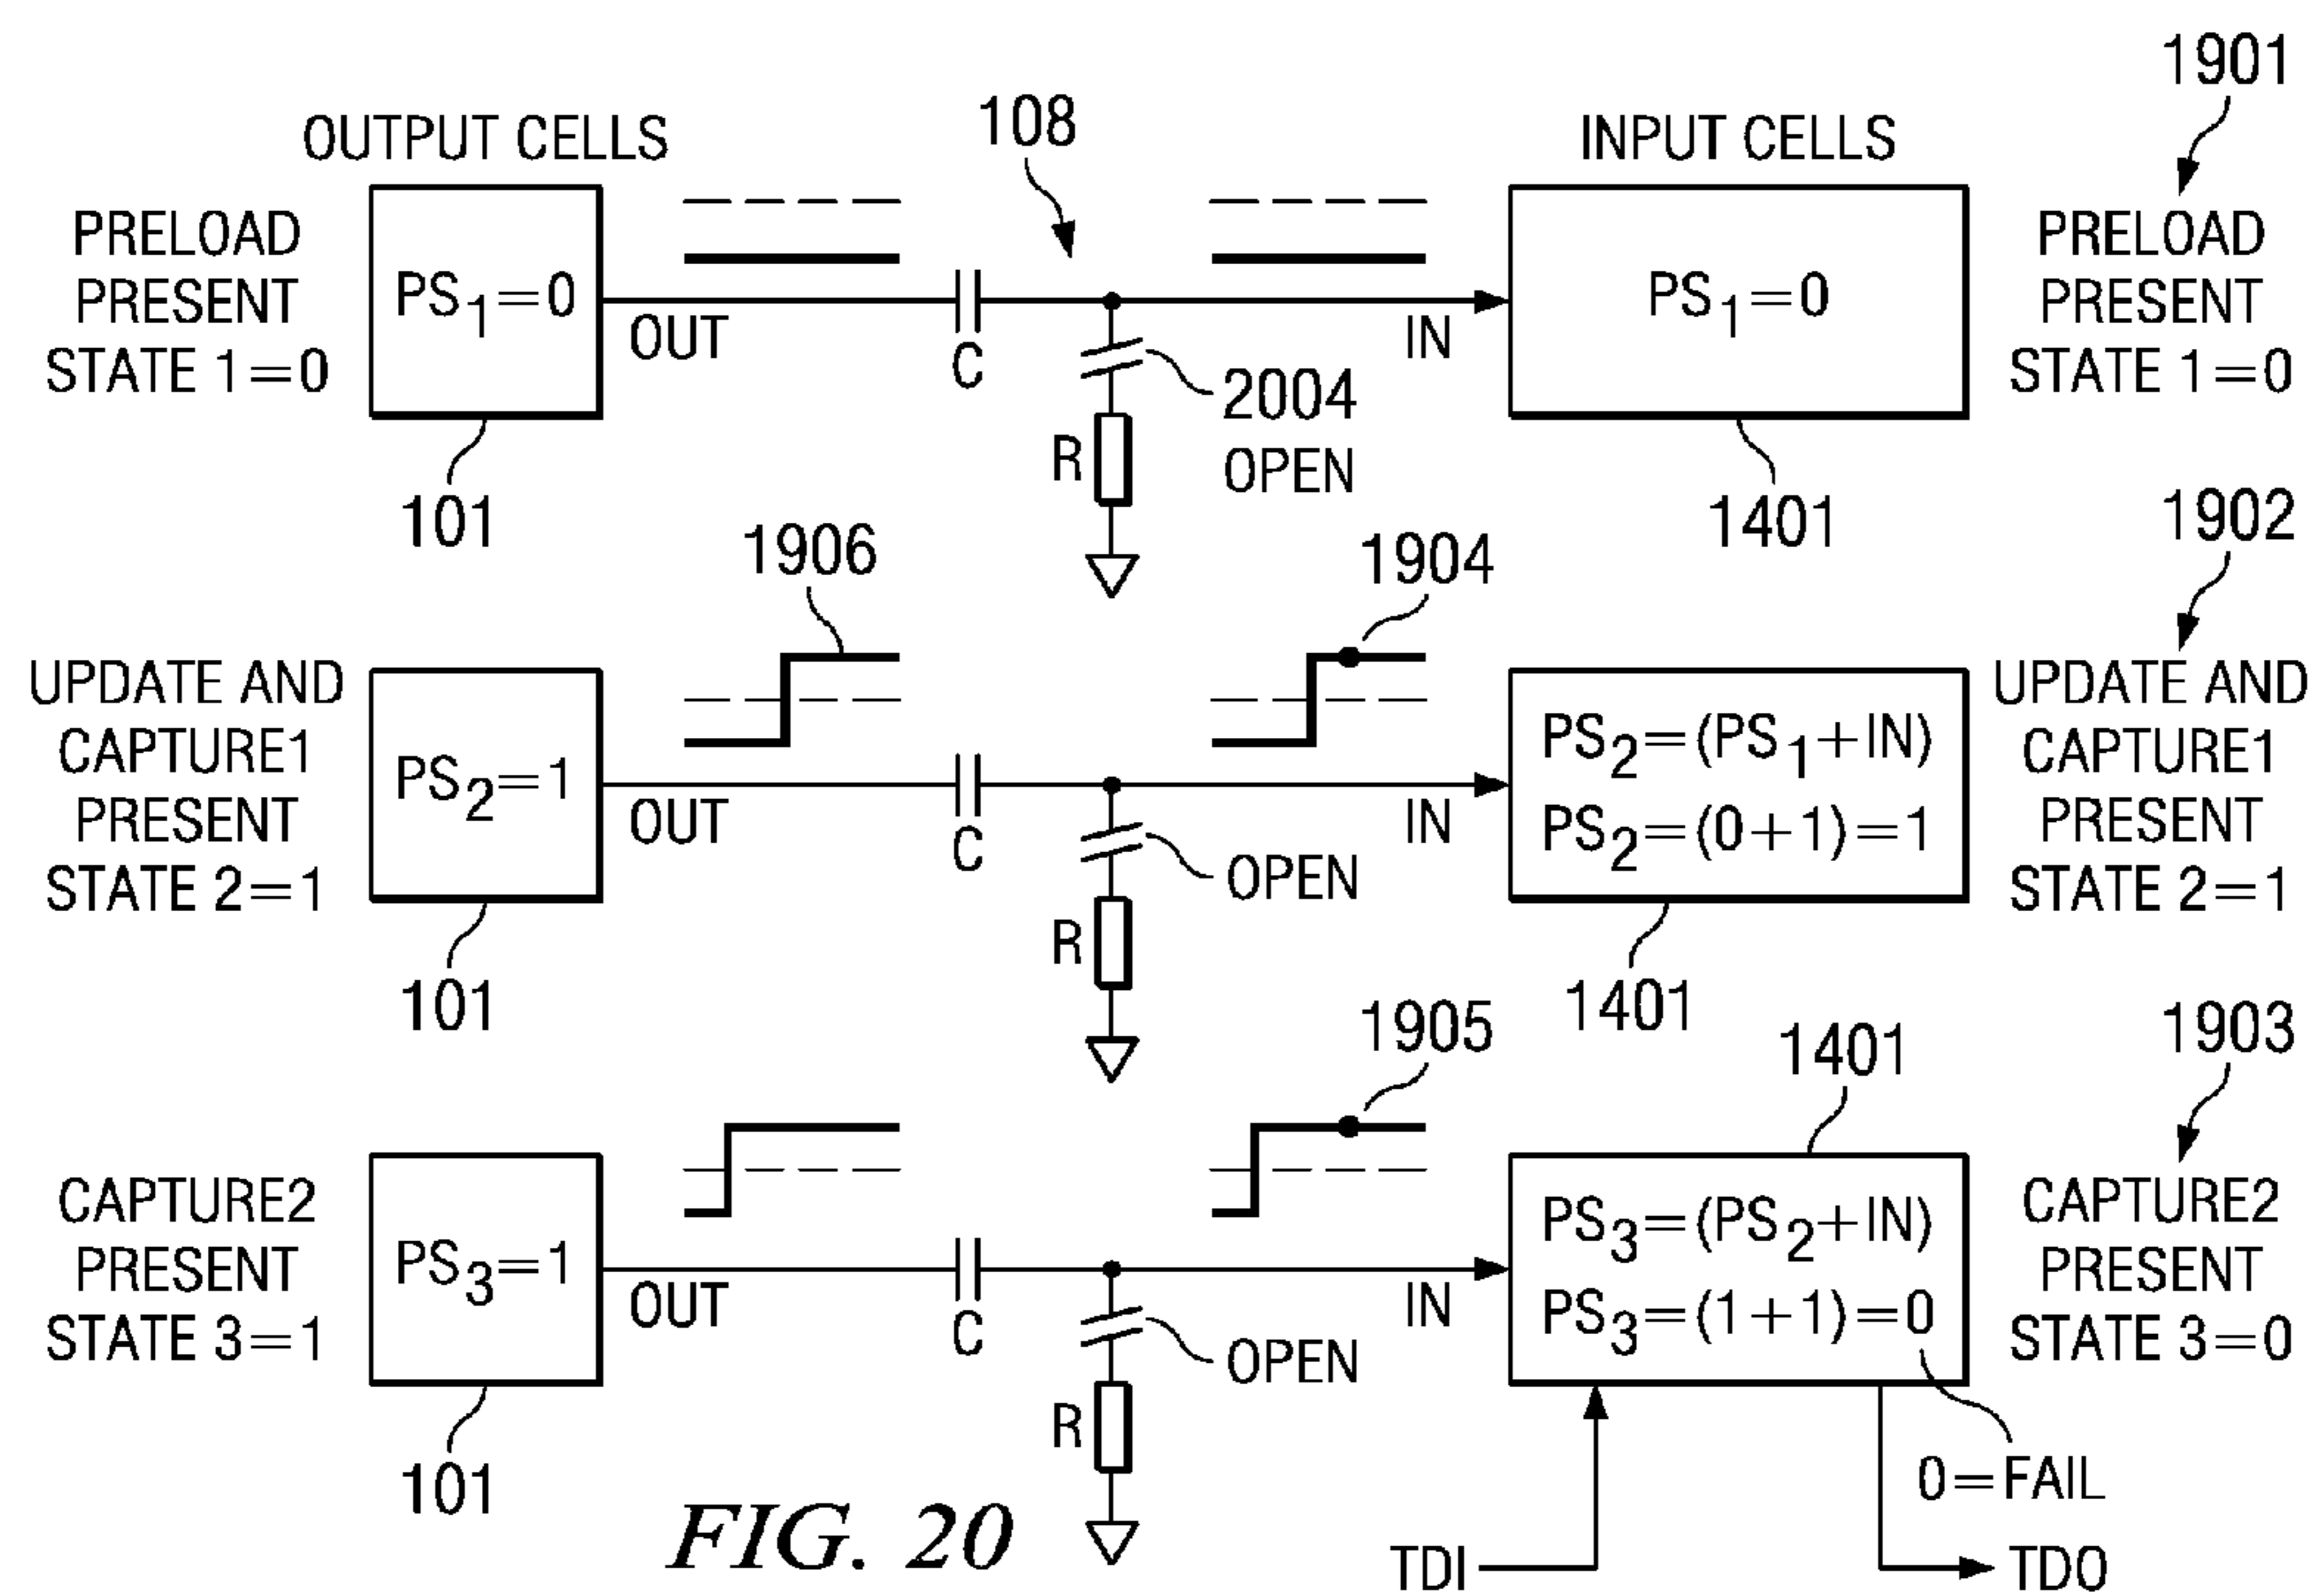 1901
108
OUTPUT CELLS
INPUT CELLS
PRELOAD
PRESENT
STATE 1=0
PS1=0
OUT
C
R
2004
OPEN
IN
PS1=0
PRELOAD
PRESENT
STATE 1=0
101
1401
1902
1906
1904
UPDATE AND
CAPTURE1
PRESENT
STATE 2=1
PS2=1
OUT
C
R
OPEN
IN
PS2=(PS1+IN)
PS2=(0+1)=1
UPDATE AND
CAPTURE1
PRESENT
STATE 2=1
101
1401
1905
1401
1903
CAPTURE2
PRESENT
STATE 3=1
PS3=1
OUT
C
R
OPEN
IN
PS3=(PS2+IN)
PS3=(1+1)=0
CAPTURE2
PRESENT
STATE 3=0
101
0=FAIL
FIG. 20
TDI
TDO